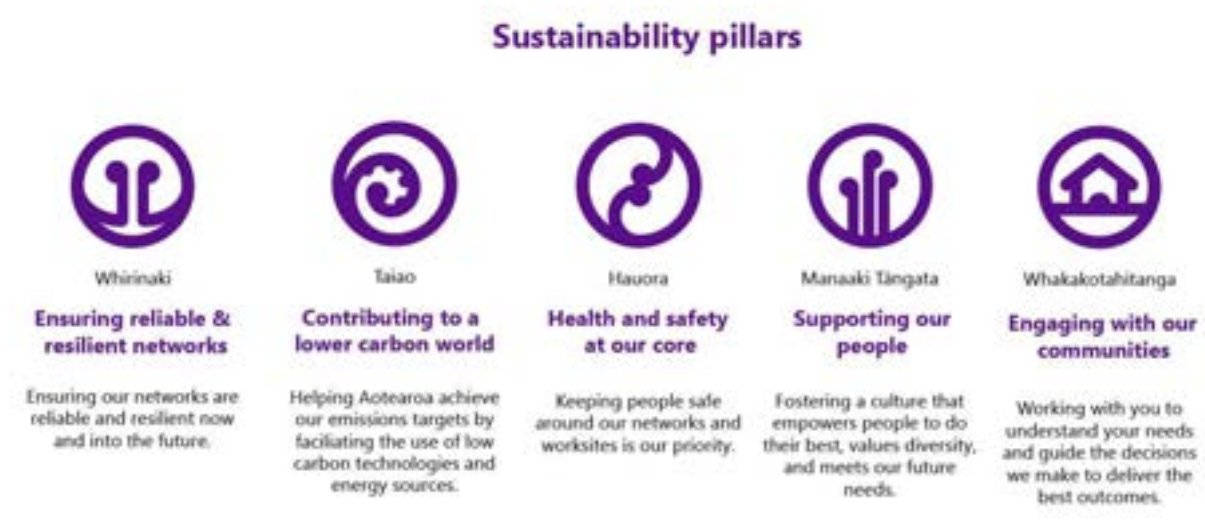 Sustainability pillars
Whirinaki
Ensuring reliable &
resilient networks
Ensuring our networks are
reliable and resilient now
and into the future.
Taiao
Contributing to a
lower carbon world
Helping Aotearoa achieve
our emissions targets by
faciliating the use of low
carbon technologies and
energy sources.
Hauora
Health and safety
at our core
Keeping people safe
around our networks and
worksites is our priority.
Manaaki Tāngata
Supporting our
people
Fostering a culture that
empowers people to do
their best, values diversity,
and meets our future
needs.
Whakakotahitanga
Engaging with our
communities
Working with you to
understand your needs
and guide the decisions
we make to deliver the
best outcomes.